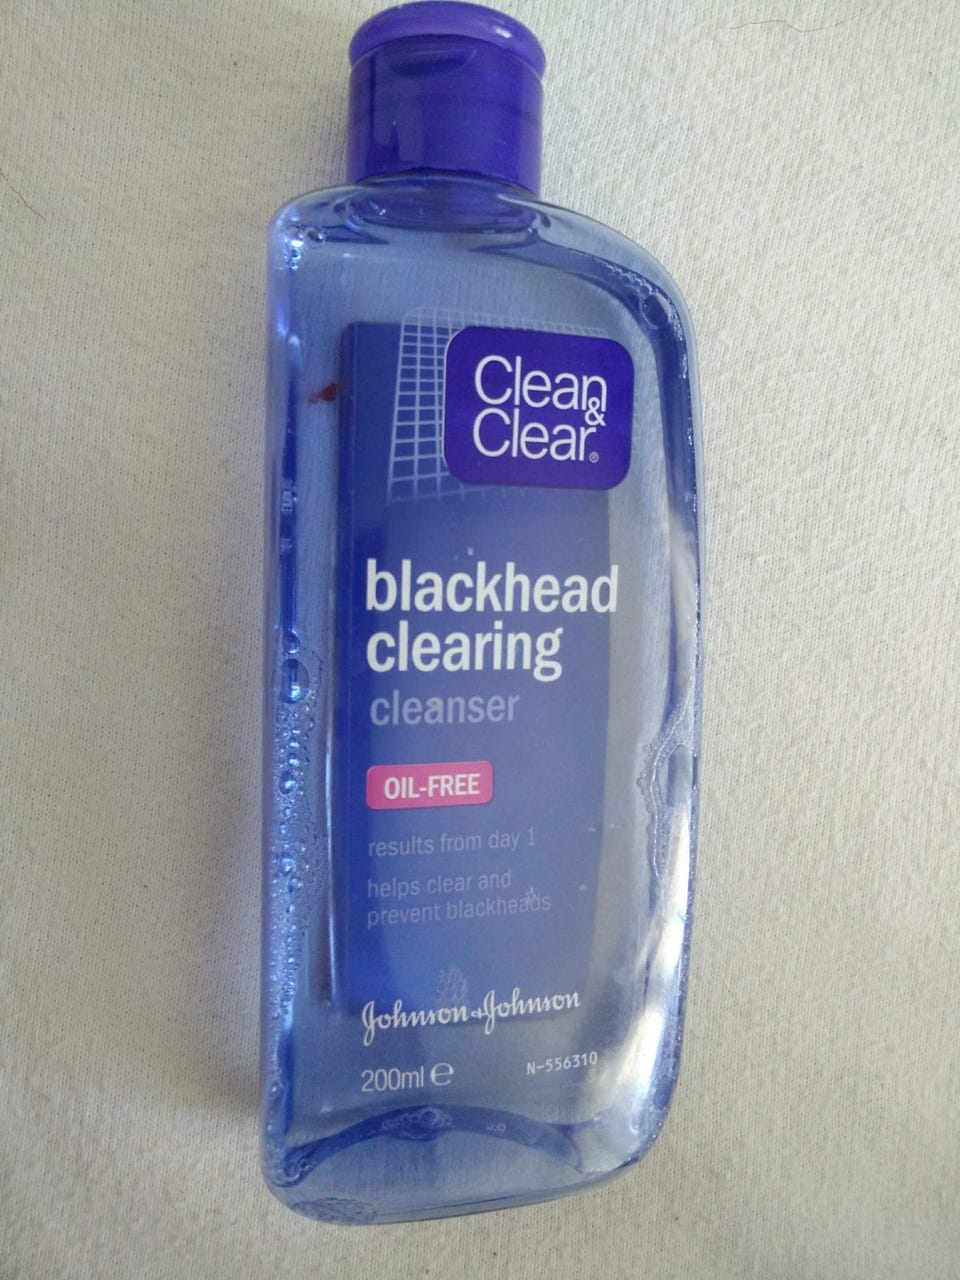 Clean
&
Clear®
blackhead
clearing
cleanser
OIL-FREE
results from day 1
helps clear and
prevent blackheads
Johnson & Johnson
200ml ℮
N-556310